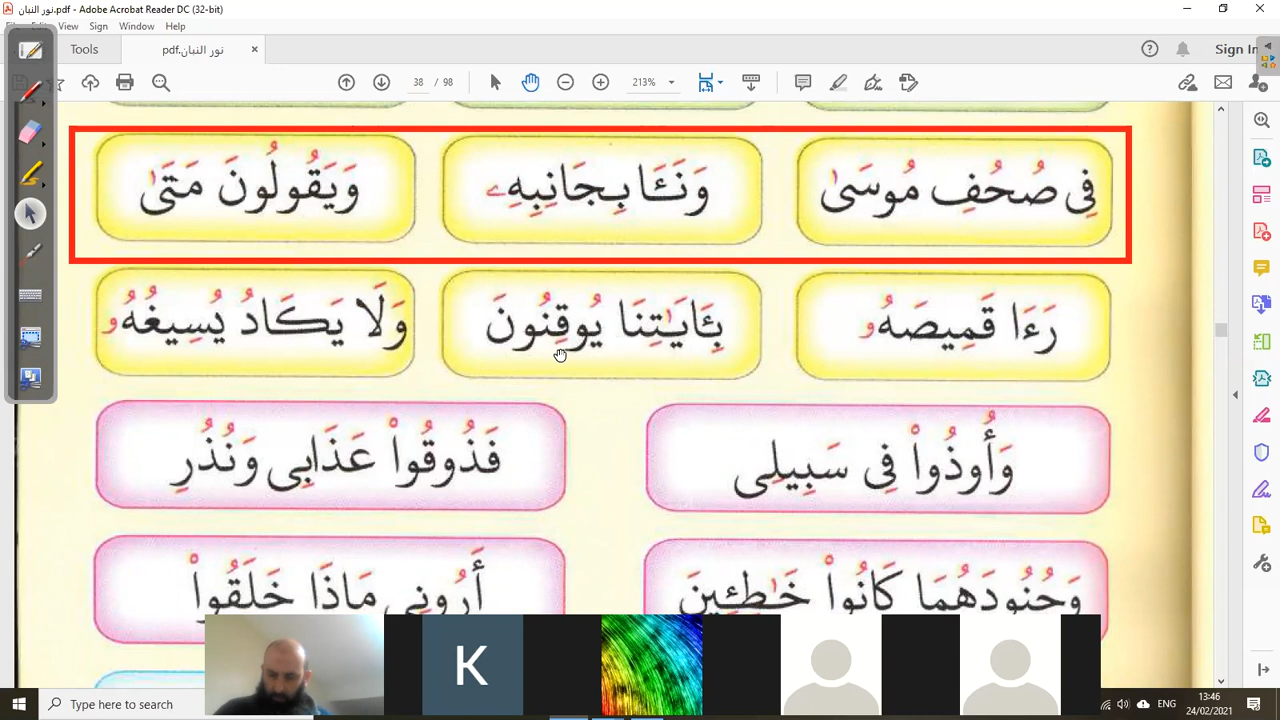 نور النبان.pdf - Adobe Acrobat Reader DC (32-bit)
View Sign Window Help
Tools
نور النبان.pdf ×
Sign In
38 / 98
213%
فِى صُحُفِ مُوسَىٰ
وَنَـَٔا بِجَانِبِهِۦ
وَيَقُولُونَ مَتَىٰ
رَءَا قَمِيصَهُۥ
بِـَٔايَـٰتِنَا يُوقِنُونَ
وَلَا يَكَادُ يُسِيغُهُۥ
وَأُوذُوا۟ فِى سَبِيلِى
فَذُوقُوا۟ عَذَابِى وَنُذُرِ
وَجُنُودَهُمَا كَانُوا۟ خَـٰطِـِٔينَ
أَرُونِى مَاذَا خَلَقُوا۟
K
Type here to search
ENG
13:46
24/02/2021